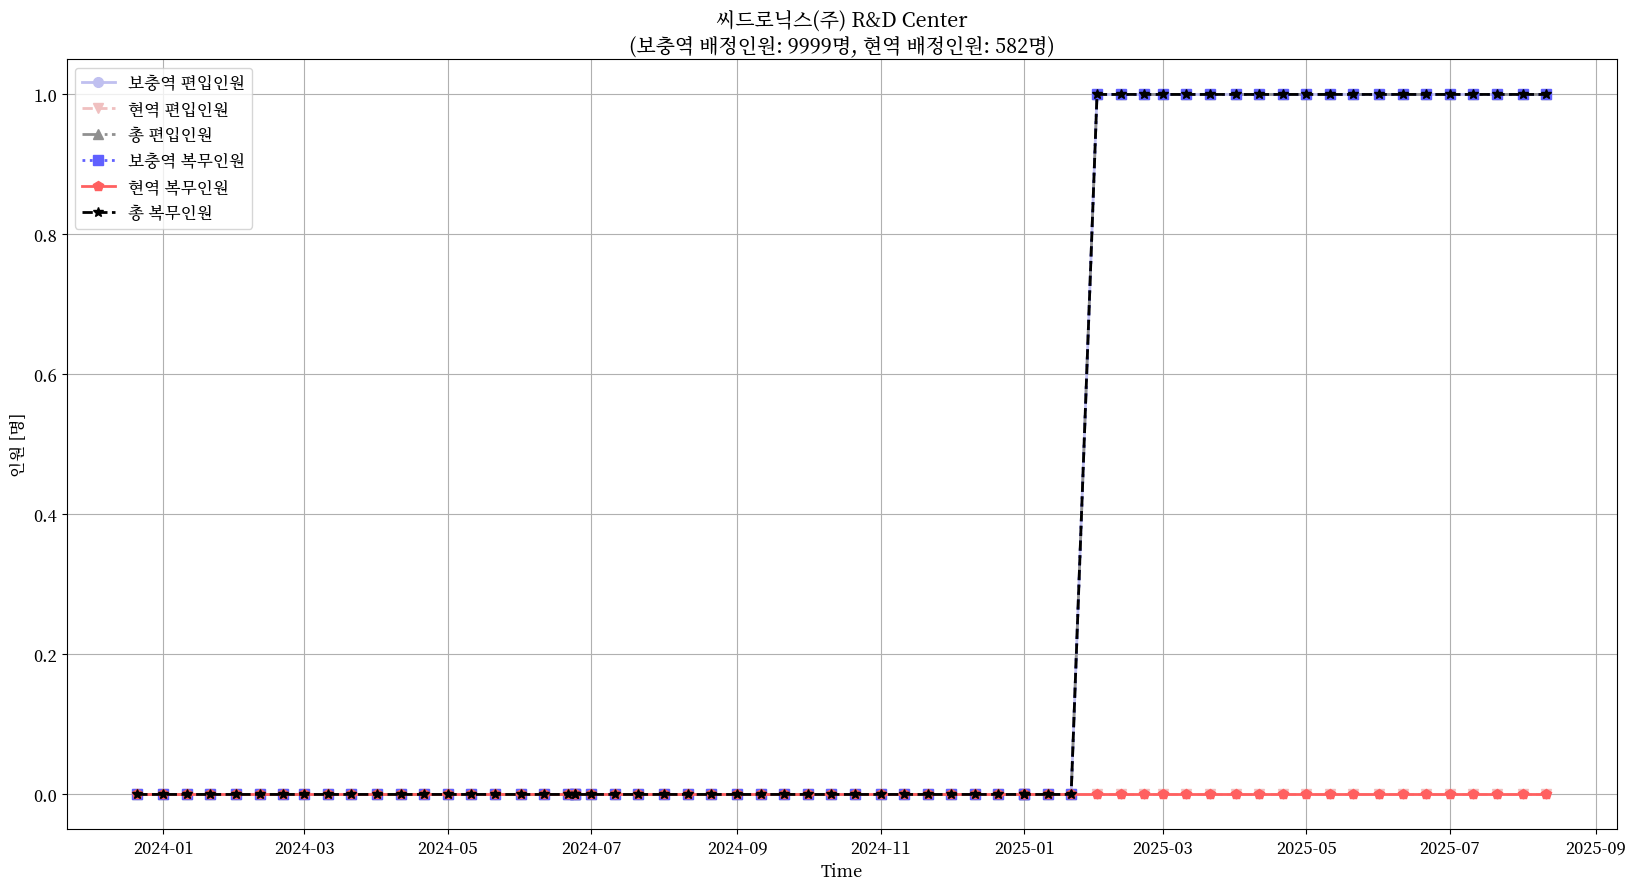 씨드로닉스(주) R&D Center
(보충역 배정인원: 9999명, 현역 배정인원: 582명)
보충역 편입인원
현역 편입인원
총 편입인원
보충역 복무인원
현역 복무인원
총 복무인원
1.0
0.8
0.6
0.4
0.2
0.0
인원 [명]
2024-01
2024-03
2024-05
2024-07
2024-09
2024-11
2025-01
2025-03
2025-05
2025-07
2025-09
Time